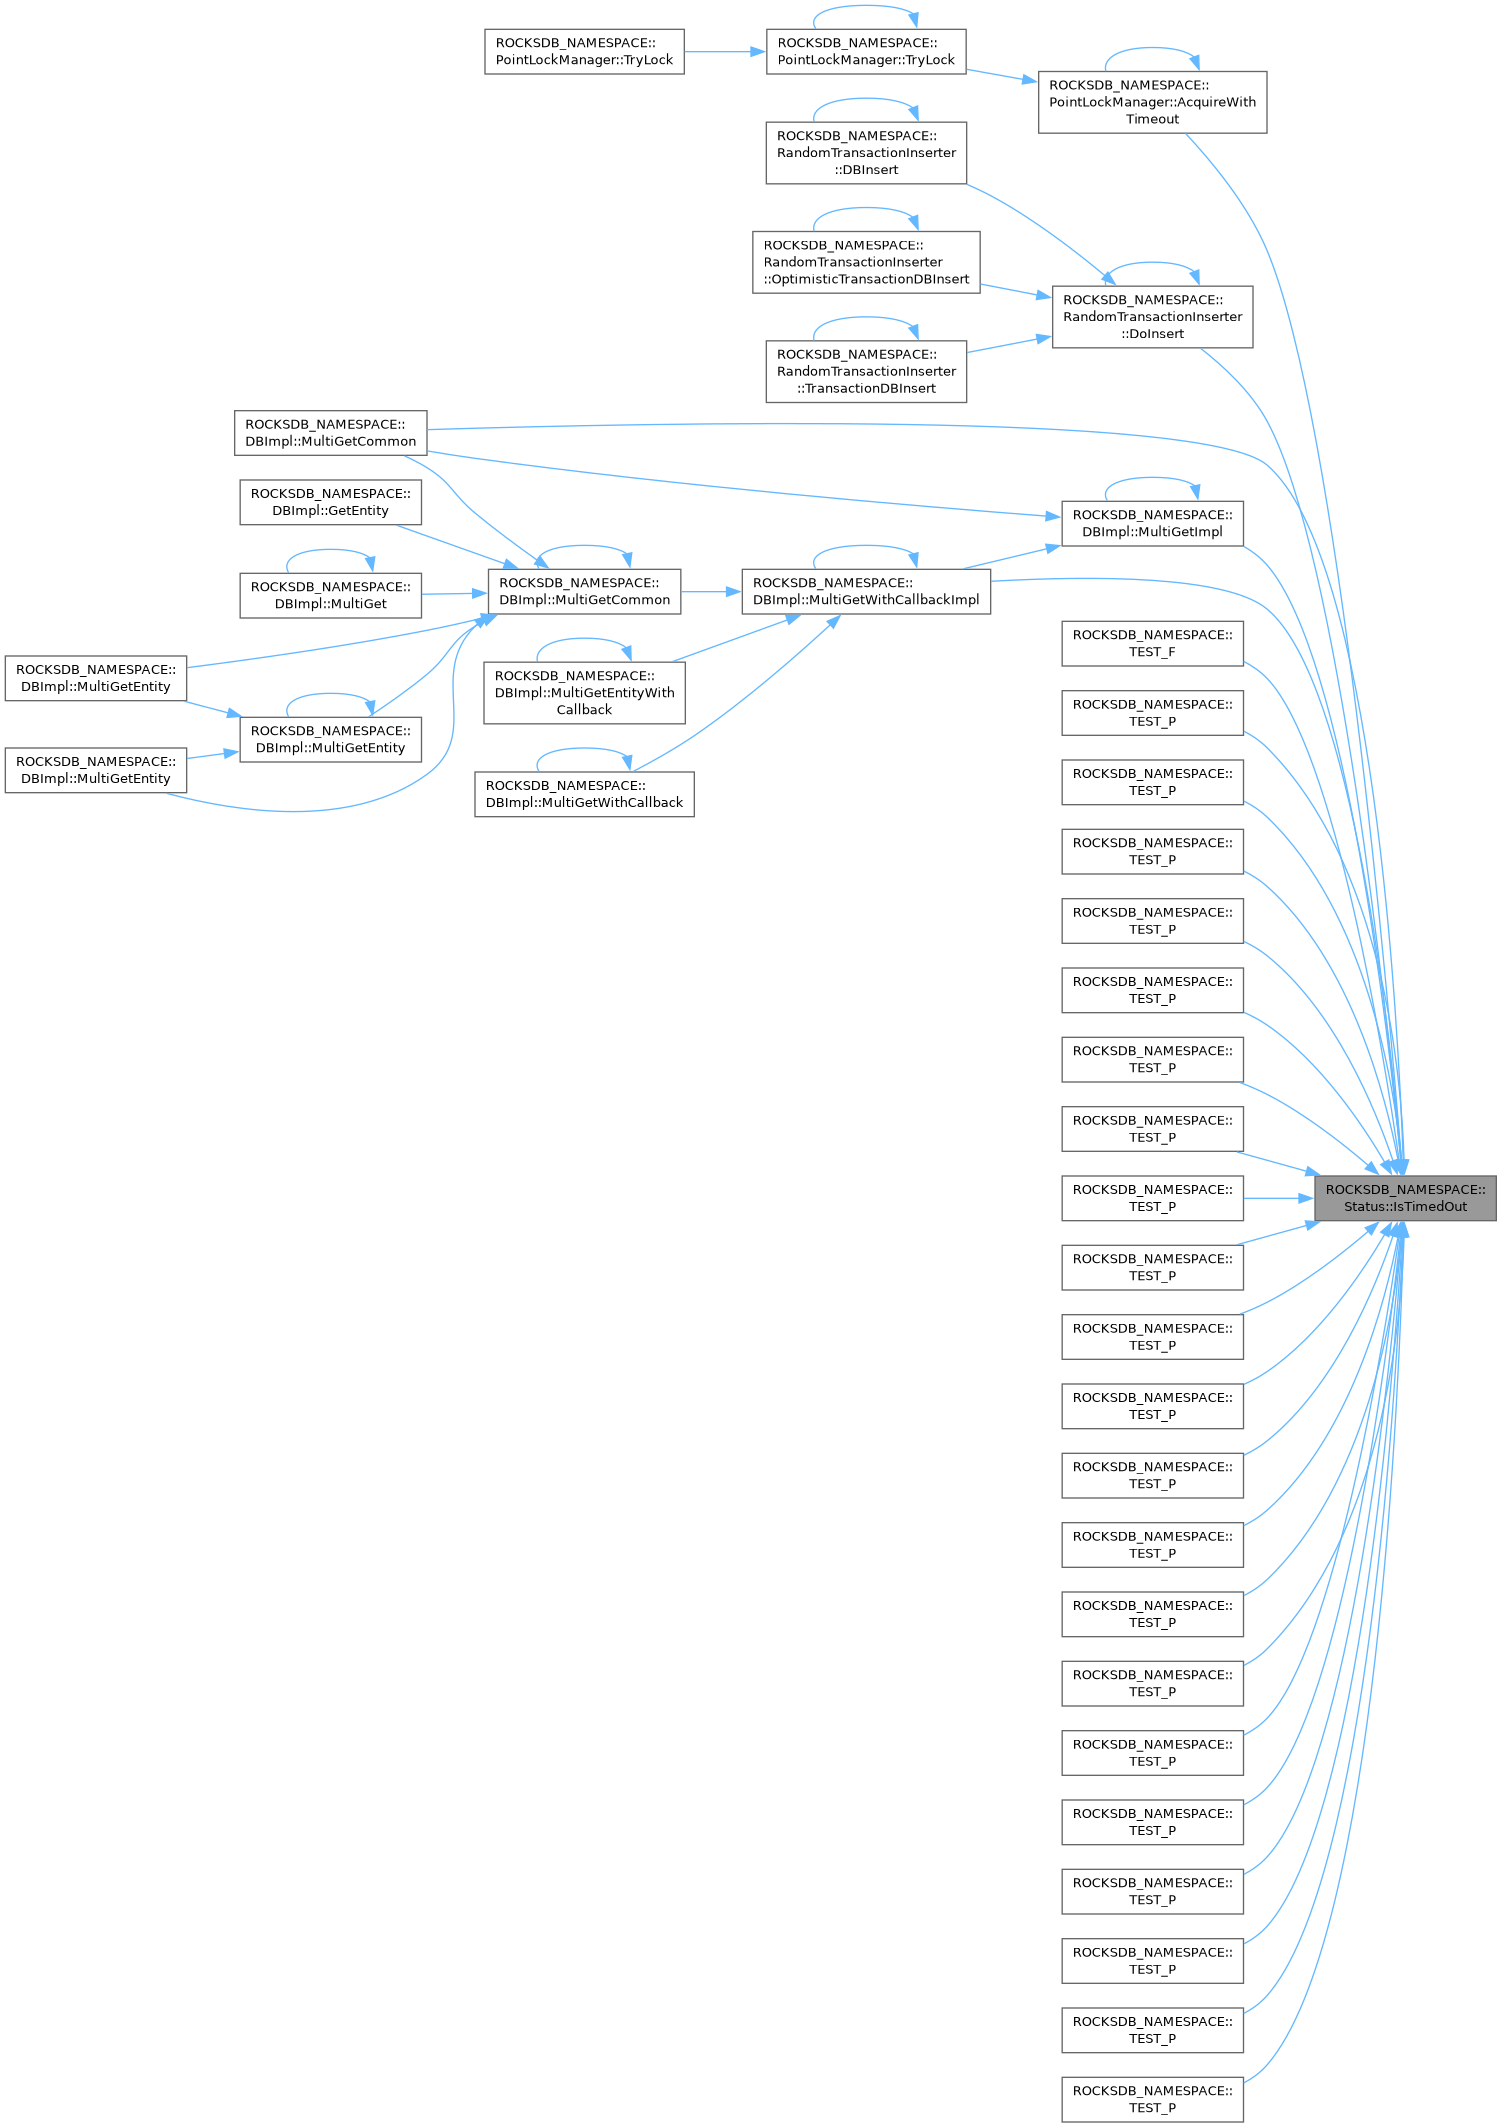 ROCKSDB_NAMESPACE::
PointLockManager::TryLock
ROCKSDB_NAMESPACE::
PointLockManager::TryLock
ROCKSDB_NAMESPACE::
PointLockManager::AcquireWith
Timeout
ROCKSDB_NAMESPACE::
RandomTransactionInserter
::DBInsert
ROCKSDB_NAMESPACE::
RandomTransactionInserter
::OptimisticTransactionDBInsert
ROCKSDB_NAMESPACE::
RandomTransactionInserter
::DoInsert
ROCKSDB_NAMESPACE::
RandomTransactionInserter
::TransactionDBInsert
ROCKSDB_NAMESPACE::
DBImpl::MultiGetCommon
ROCKSDB_NAMESPACE::
DBImpl::GetEntity
ROCKSDB_NAMESPACE::
DBImpl::MultiGetImpl
ROCKSDB_NAMESPACE::
DBImpl::MultiGet
ROCKSDB_NAMESPACE::
DBImpl::MultiGetCommon
ROCKSDB_NAMESPACE::
DBImpl::MultiGetWithCallbackImpl
ROCKSDB_NAMESPACE::
TEST_F
ROCKSDB_NAMESPACE::
DBImpl::MultiGetEntity
ROCKSDB_NAMESPACE::
DBImpl::MultiGetEntityWith
Callback
ROCKSDB_NAMESPACE::
TEST_P
ROCKSDB_NAMESPACE::
DBImpl::MultiGetEntity
ROCKSDB_NAMESPACE::
DBImpl::MultiGetEntity
ROCKSDB_NAMESPACE::
DBImpl::MultiGetWithCallback
ROCKSDB_NAMESPACE::
TEST_P
ROCKSDB_NAMESPACE::
TEST_P
ROCKSDB_NAMESPACE::
TEST_P
ROCKSDB_NAMESPACE::
TEST_P
ROCKSDB_NAMESPACE::
TEST_P
ROCKSDB_NAMESPACE::
TEST_P
ROCKSDB_NAMESPACE::
TEST_P
ROCKSDB_NAMESPACE::
Status::IsTimedOut
ROCKSDB_NAMESPACE::
TEST_P
ROCKSDB_NAMESPACE::
TEST_P
ROCKSDB_NAMESPACE::
TEST_P
ROCKSDB_NAMESPACE::
TEST_P
ROCKSDB_NAMESPACE::
TEST_P
ROCKSDB_NAMESPACE::
TEST_P
ROCKSDB_NAMESPACE::
TEST_P
ROCKSDB_NAMESPACE::
TEST_P
ROCKSDB_NAMESPACE::
TEST_P
ROCKSDB_NAMESPACE::
TEST_P
ROCKSDB_NAMESPACE::
TEST_P
ROCKSDB_NAMESPACE::
TEST_P
ROCKSDB_NAMESPACE::
TEST_P